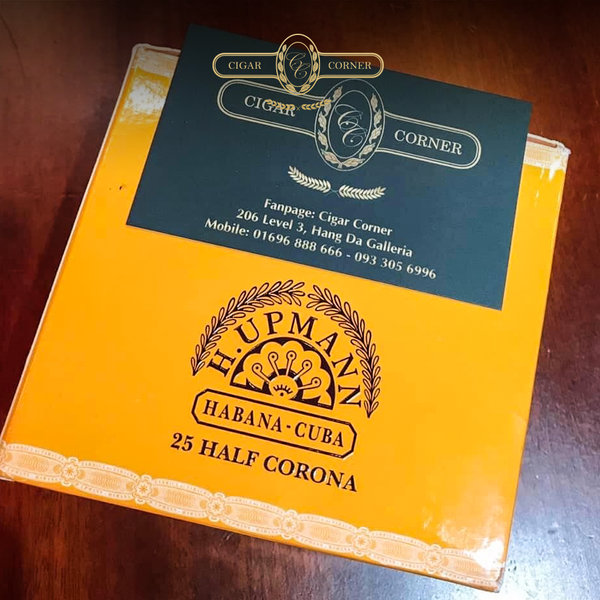 CIGAR CORNER
CIGAR CORNER
Fanpage: Cigar Corner
206 Level 3, Hang Da Galleria
Mobile: 01696 888 666 - 093 305 6996
H.UPMANN
HABANA-CUBA
25 HALF CORONA